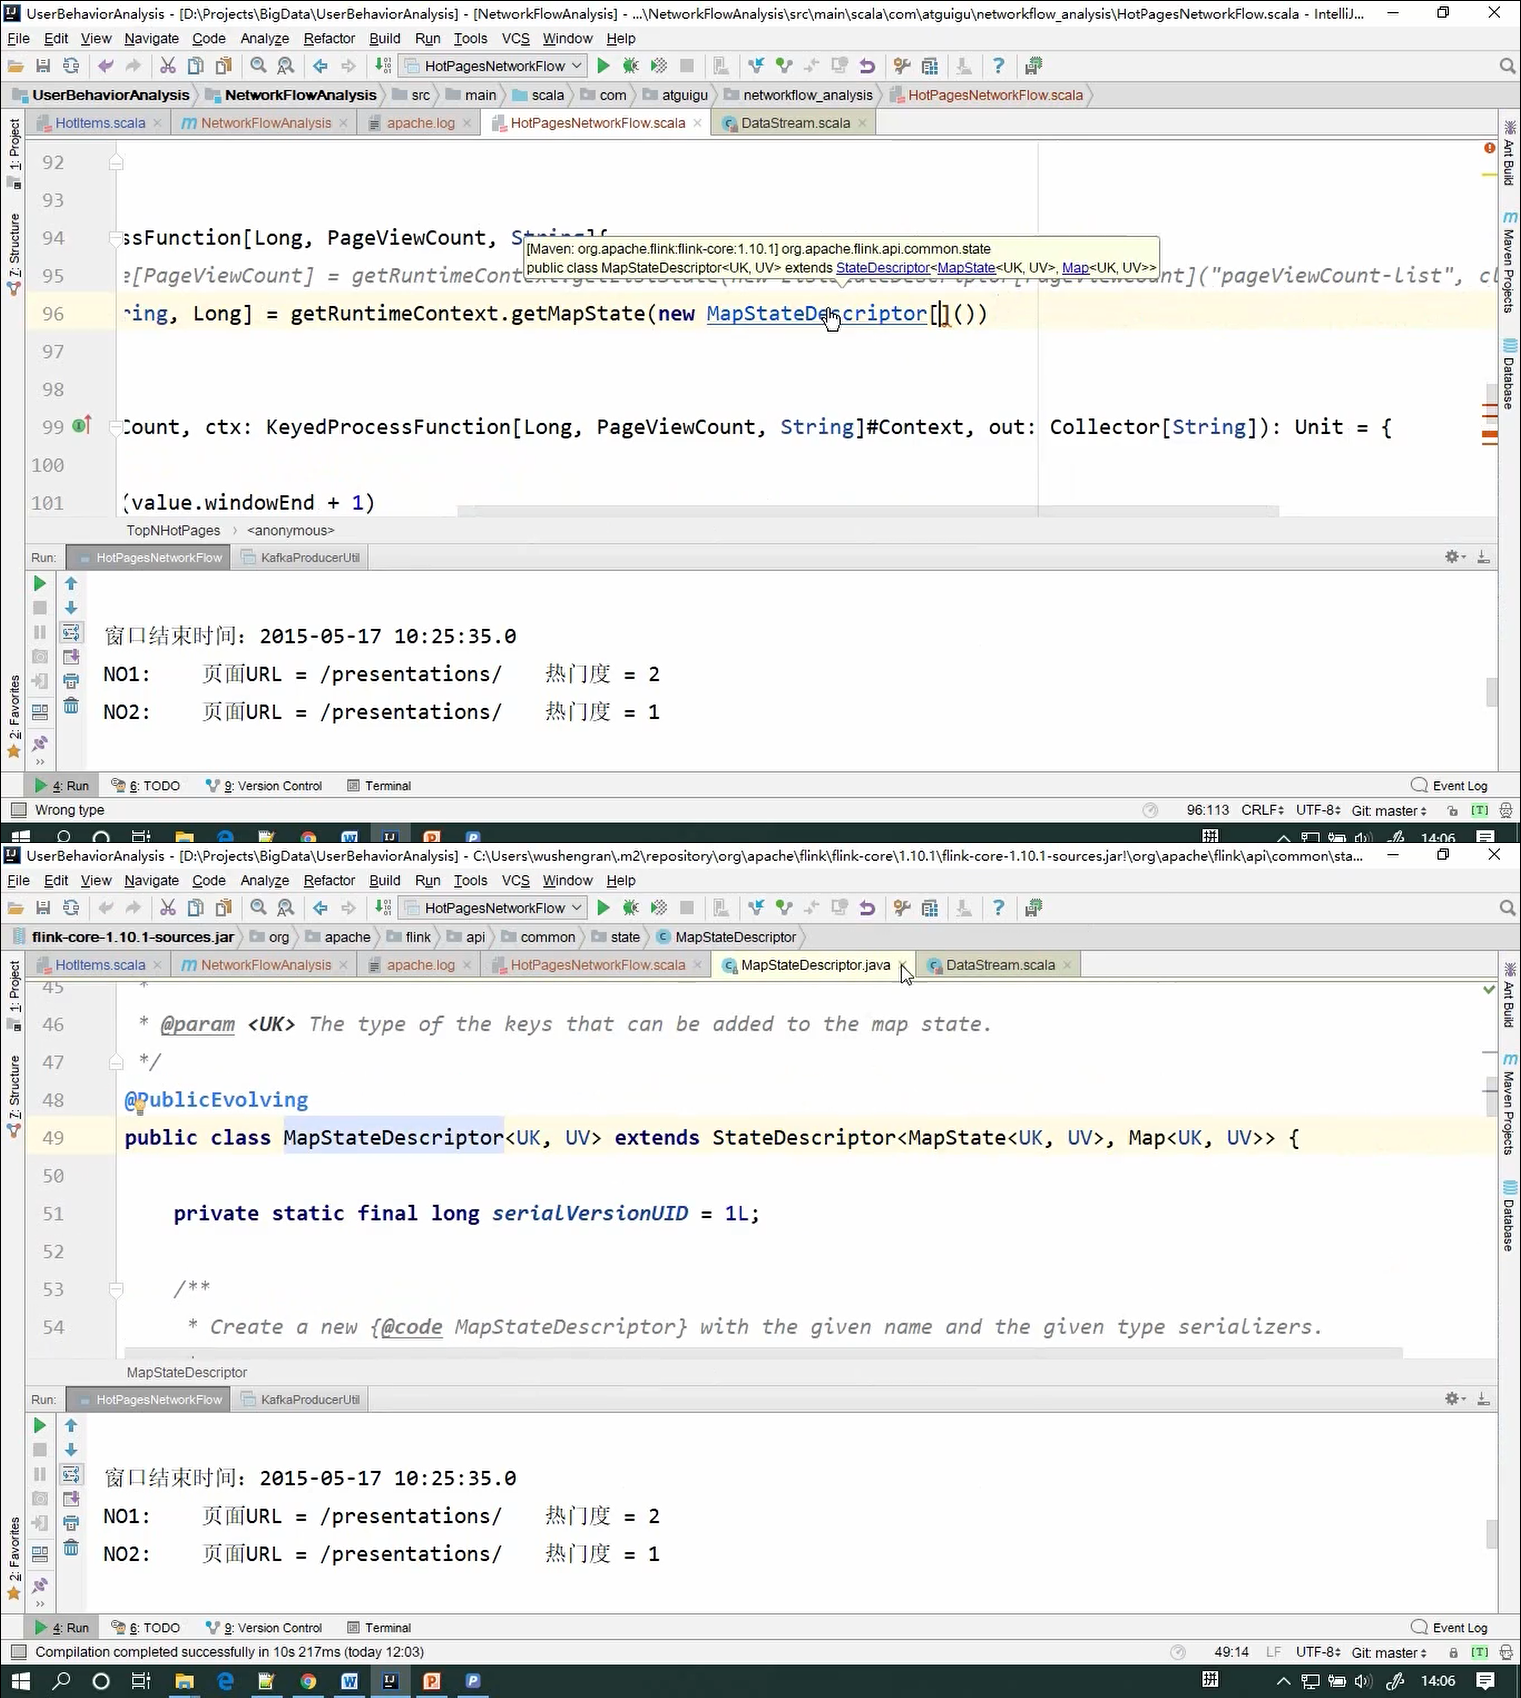 UserBehaviorAnalysis - [D:\Projects\BigData\UserBehaviorAnalysis] - [NetworkFlowAnalysis] - ...\NetworkFlowAnalysis\src\main\scala\com\atguigu\networkflow_analysis\HotPagesNetworkFlow.scala - IntelliJ...
File Edit View Navigate Code Analyze Refactor Build Run Tools VCS Window Help
HotPagesNetworkFlow
UserBehaviorAnalysis NetworkFlowAnalysis src main scala com atguigu networkflow_analysis HotPagesNetworkFlow.scala
HotItems.scala NetworkFlowAnalysis apache.log HotPagesNetworkFlow.scala DataStream.scala
1: Project
7: Structure
2: Favorites
Ant Build
Maven Projects
Database
92
93
94 ssFunction[Long, PageViewCount, String]{
[Maven: org.apache.flink:flink-core:1.10.1] org.apache.flink.api.common.state
public class MapStateDescriptor<UK, UV> extends StateDescriptor<MapState<UK, UV>, Map<UK, UV>>
95 e[PageViewCount] = getRuntimeContext.getListState(new ListStateDescriptor[PageViewCount]("pageViewCount-list", cl
96 ring, Long] = getRuntimeContext.getMapState(new MapStateDescriptor[]())
97
98
99 Count, ctx: KeyedProcessFunction[Long, PageViewCount, String]#Context, out: Collector[String]): Unit = {
100
101 (value.windowEnd + 1)
TopNHotPages <anonymous>
Run: HotPagesNetworkFlow KafkaProducerUtil
窗口结束时间: 2015-05-17 10:25:35.0
NO1: 页面URL = /presentations/ 热门度 = 2
NO2: 页面URL = /presentations/ 热门度 = 1
4: Run 6: TODO 9: Version Control Terminal Event Log
Wrong type 96:113 CRLF UTF-8 Git: master
拼 14:06
UserBehaviorAnalysis - [D:\Projects\BigData\UserBehaviorAnalysis] - C:\Users\wushengran\.m2\repository\org\apache\flink\flink-core\1.10.1\flink-core-1.10.1-sources.jar!\org\apache\flink\api\common\sta...
File Edit View Navigate Code Analyze Refactor Build Run Tools VCS Window Help
HotPagesNetworkFlow
flink-core-1.10.1-sources.jar org apache flink api common state MapStateDescriptor
HotItems.scala NetworkFlowAnalysis apache.log HotPagesNetworkFlow.scala MapStateDescriptor.java DataStream.scala
1: Project
7: Structure
2: Favorites
Ant Build
Maven Projects
Database
45 *
46 * @param <UK> The type of the keys that can be added to the map state.
47 */
48 @PublicEvolving
49 public class MapStateDescriptor<UK, UV> extends StateDescriptor<MapState<UK, UV>, Map<UK, UV>> {
50
51 private static final long serialVersionUID = 1L;
52
53 /**
54 * Create a new {@code MapStateDescriptor} with the given name and the given type serializers.
MapStateDescriptor
Run: HotPagesNetworkFlow KafkaProducerUtil
窗口结束时间: 2015-05-17 10:25:35.0
NO1: 页面URL = /presentations/ 热门度 = 2
NO2: 页面URL = /presentations/ 热门度 = 1
4: Run 6: TODO 9: Version Control Terminal Event Log
Compilation completed successfully in 10s 217ms (today 12:03) 49:14 LF UTF-8 Git: master
拼 14:06